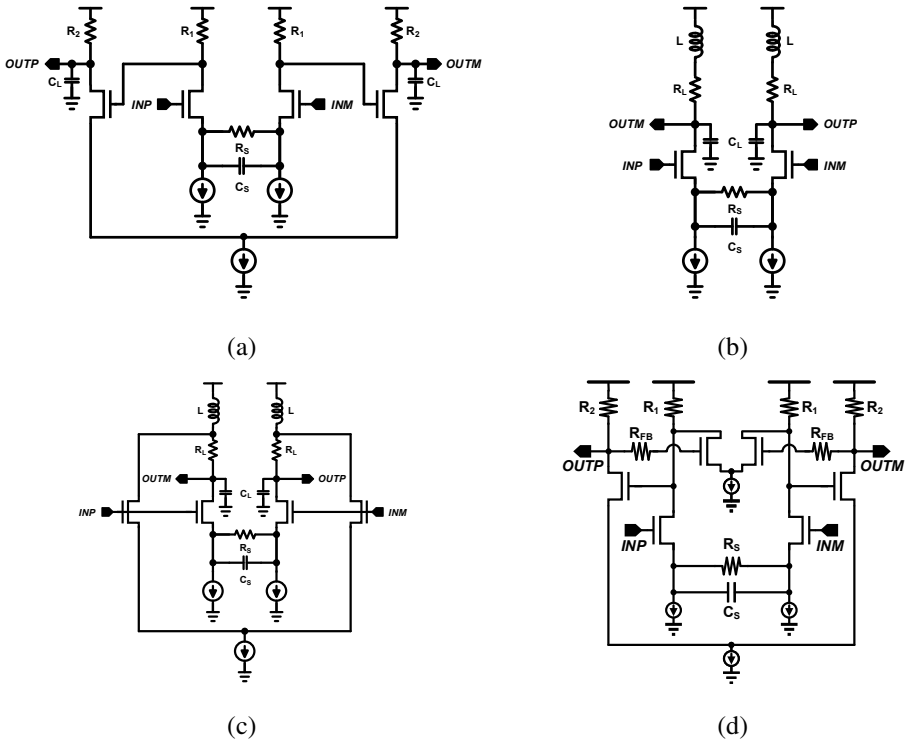 R2 R1 R1 R2
OUTP OUTM
CL CL
INP INM
RS
CS
(a)
L L
RL RL
OUTM OUTP
CL
INP INM
RS
CS
(b)
L L
RL RL
OUTM OUTP
CL
INP INM
RS
CS
(c)
R2 R1 R1 R2
RFB RFB
OUTP OUTM
INP INM
RS
CS
(d)